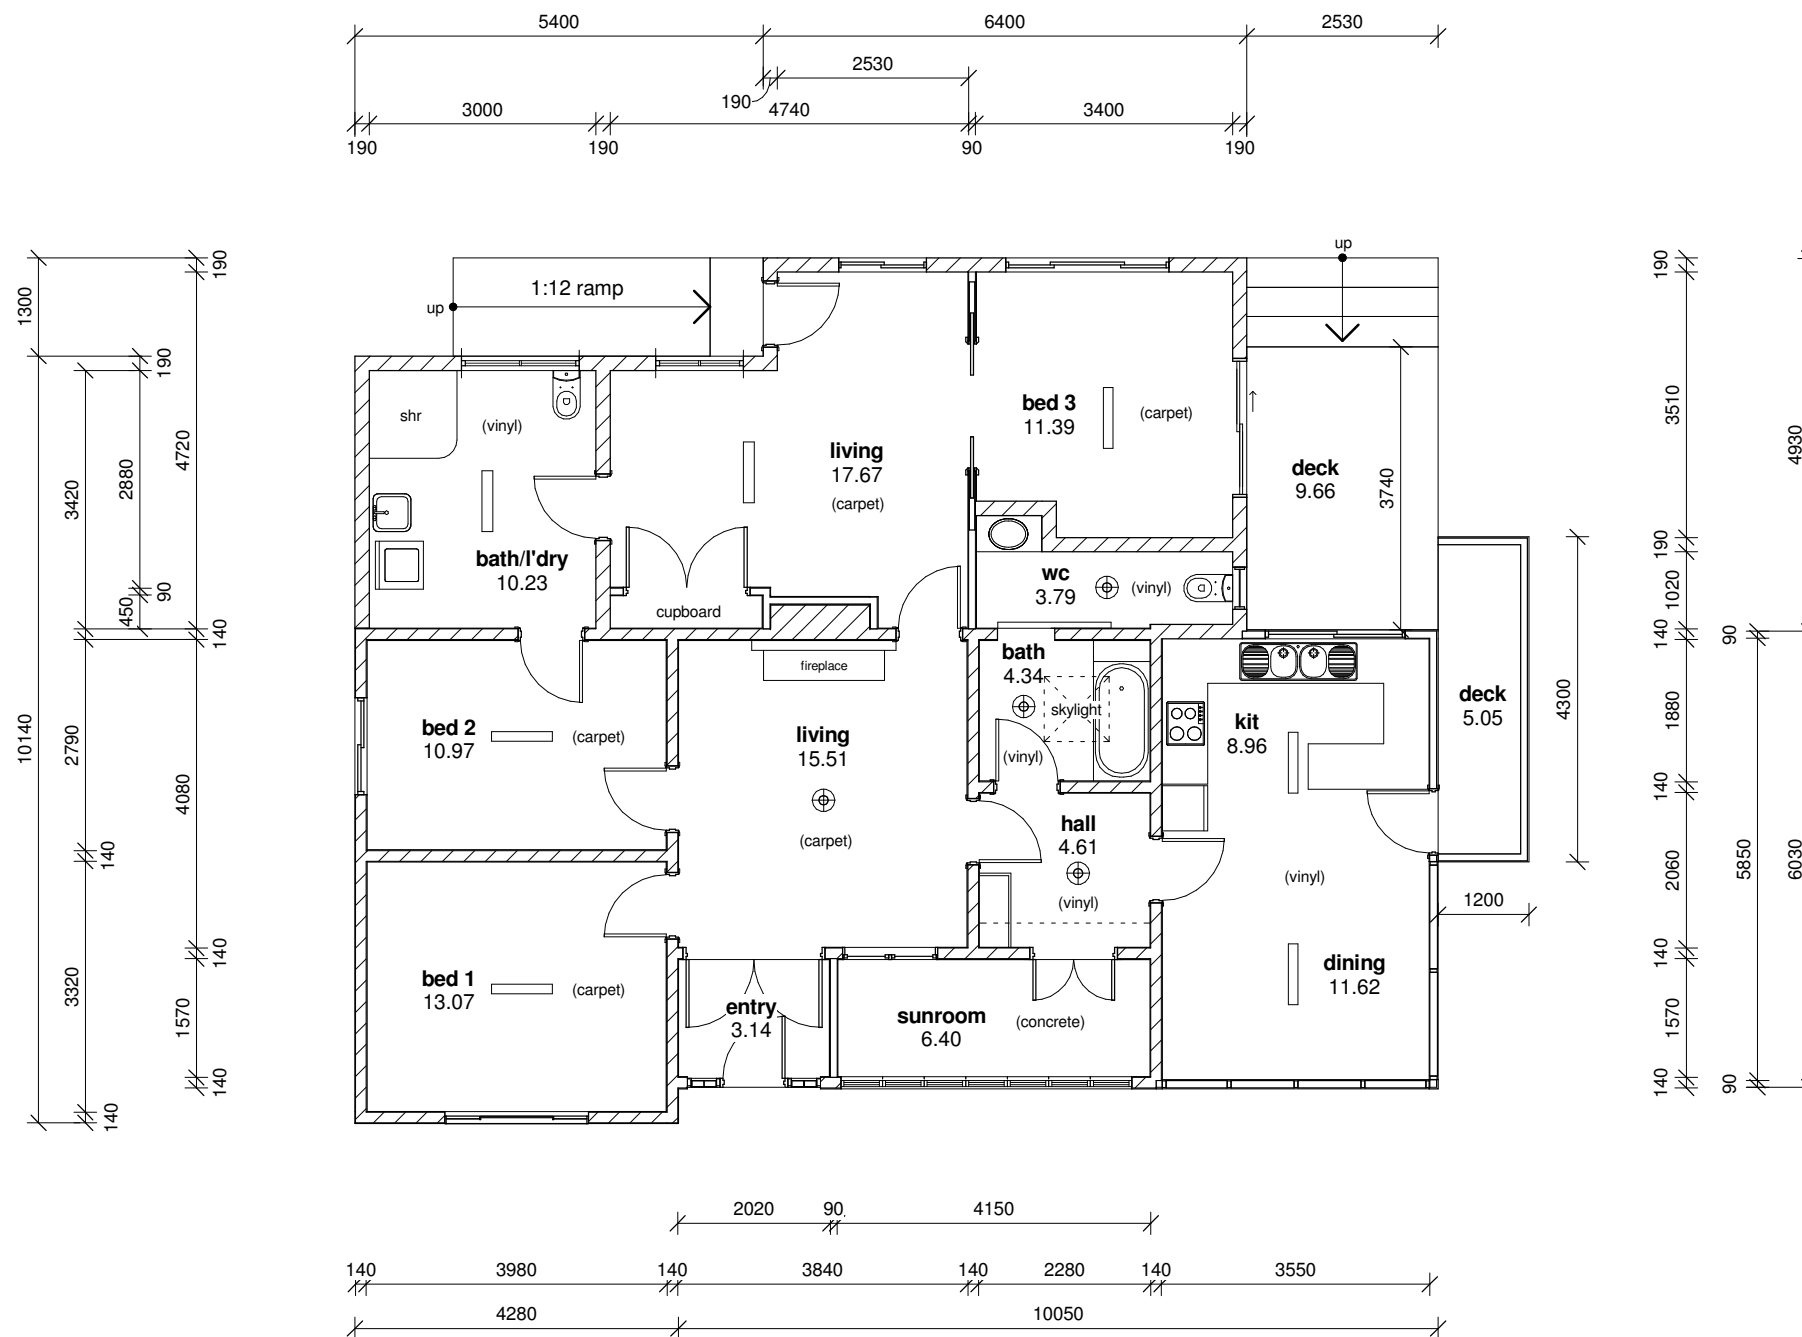 5400
6400
2530
2530
190
3000
4740
3400
190
190
90
190
up
1:12 ramp
up
190
1300
190
190
190
4930
shr
(vinyl)
bed 3
11.39
(carpet)
living
17.67
(carpet)
deck
9.66
3740
3510
4720
2880
3420
bath/l'dry
10.23
cupboard
wc
3.79
(vinyl)
190
1020
90
450
140
140
90
fireplace
bath
4.34
skylight
(vinyl)
kit
8.96
deck
5.05
4300
1880
bed 2
10.97
(carpet)
living
15.51
(carpet)
10140
2790
4080
140
140
hall
4.61
(vinyl)
(vinyl)
2060
5850
6030
1200
bed 1
13.07
(carpet)
entry
3.14
sunroom
6.40
(concrete)
dining
11.62
140
3320
1570
140
140
140
1570
140
90
2020
90
4150
140
3980
140
3840
140
2280
140
3550
4280
10050